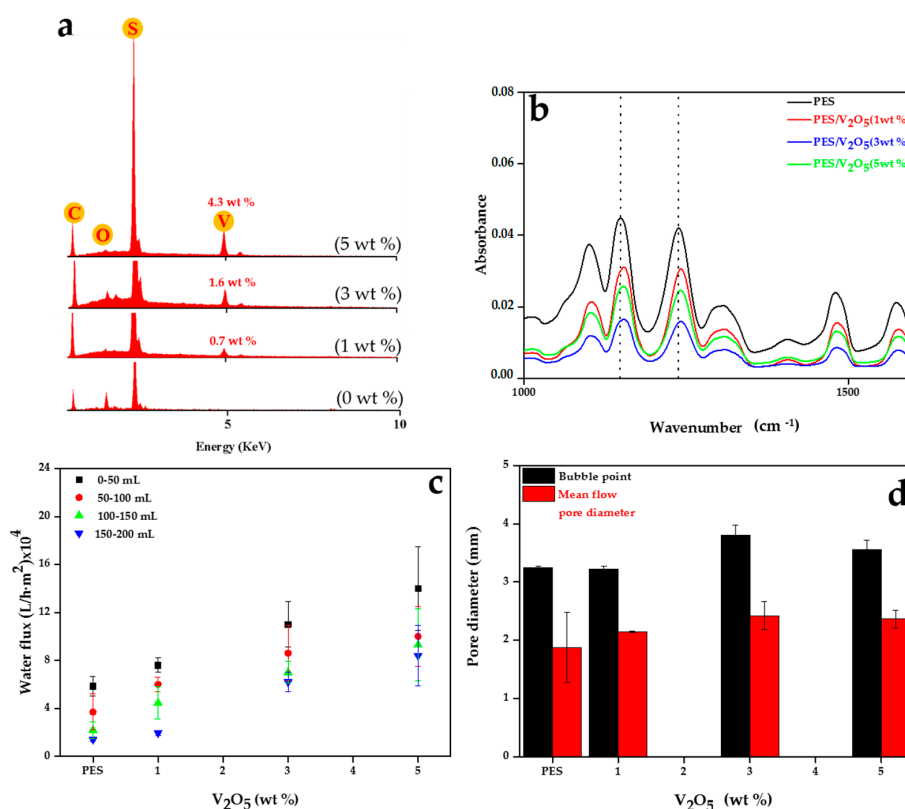 a
S
4.3 wt %
C
O
V
(5 wt %)
1.6 wt %
(3 wt %)
0.7 wt %
(1 wt %)
(0 wt %)
5
10
Energy (KeV)
b
0.08
0.06
0.04
0.02
0.00
Absorbance
PES
PES/V₂O₅(1wt %
PES/V₂O₅(3wt %
PES/V₂O₅(5wt %
1000
1500
Wavenumber (cm ⁻¹)
c
24
20
16
12
8
4
0
Water flux (L/h·m²)x10⁴
0-50 mL
50-100 mL
100-150 mL
150-200 mL
PES
1
2
3
4
5
V₂O₅ (wt %)
d
5
4
3
2
1
0
Pore diameter (mm)
Bubble point
Mean flow
pore diameter
PES
1
2
3
4
5
V₂O₅ (wt %)